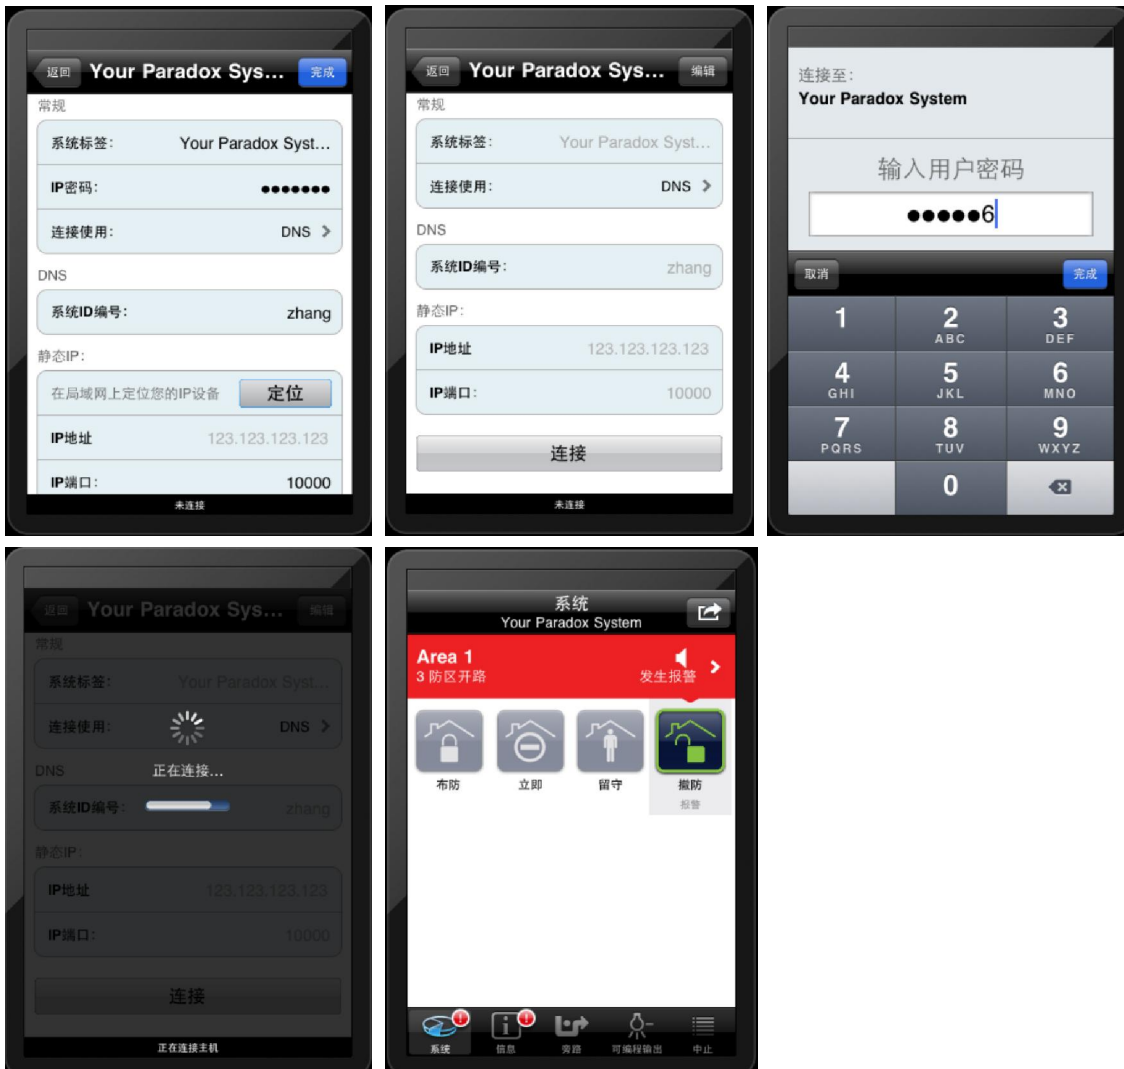 返回 Your Paradox Sys... 完成
常规
系统标签: Your Paradox Syst...
IP密码: ●●●●●●●
连接使用: DNS
DNS
系统ID编号: zhang
静态IP:
在局域网上定位您的IP设备 定位
IP地址 123.123.123.123
IP端口: 10000
未连接
返回 Your Paradox Sys... 编辑
常规
系统标签: Your Paradox Syst...
连接使用: DNS
DNS
系统ID编号: zhang
静态IP:
IP地址 123.123.123.123
IP端口: 10000
连接
未连接
连接至:
Your Paradox System
输入用户密码
●●●●●6
取消 完成
1 2 3
ABC DEF
4 5 6
GHI JKL MNO
7 8 9
PQRS TUV WXYZ
0
返回 Your Paradox Sys... 编辑
常规
系统标签: Your Paradox Syst...
连接使用: DNS
DNS 正在连接...
系统ID编号: zhang
静态IP:
IP地址 123.123.123.123
IP端口: 10000
连接
正在连接主机
系统
Your Paradox System
Area 1
3 防区开路 发生报警
布防 立即 留守 撤防
报警
系统 信息 旁路 可编程输出 中止